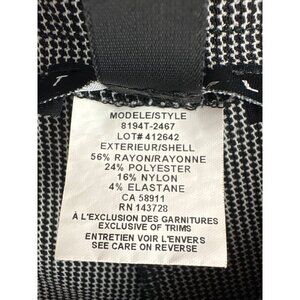 MODELE/STYLE
8194T-2467
LOT# 412642
EXTERIEUR/SHELL
56% RAYON/RAYONNE
24% POLYESTER
16% NYLON
4% ELASTANE
CA 58911
RN 143728
À L'EXCLUSION DES GARNITURES
EXCLUSIVE OF TRIMS
ENTRETIEN VOIR L'ENVERS
SEE CARE ON REVERSE